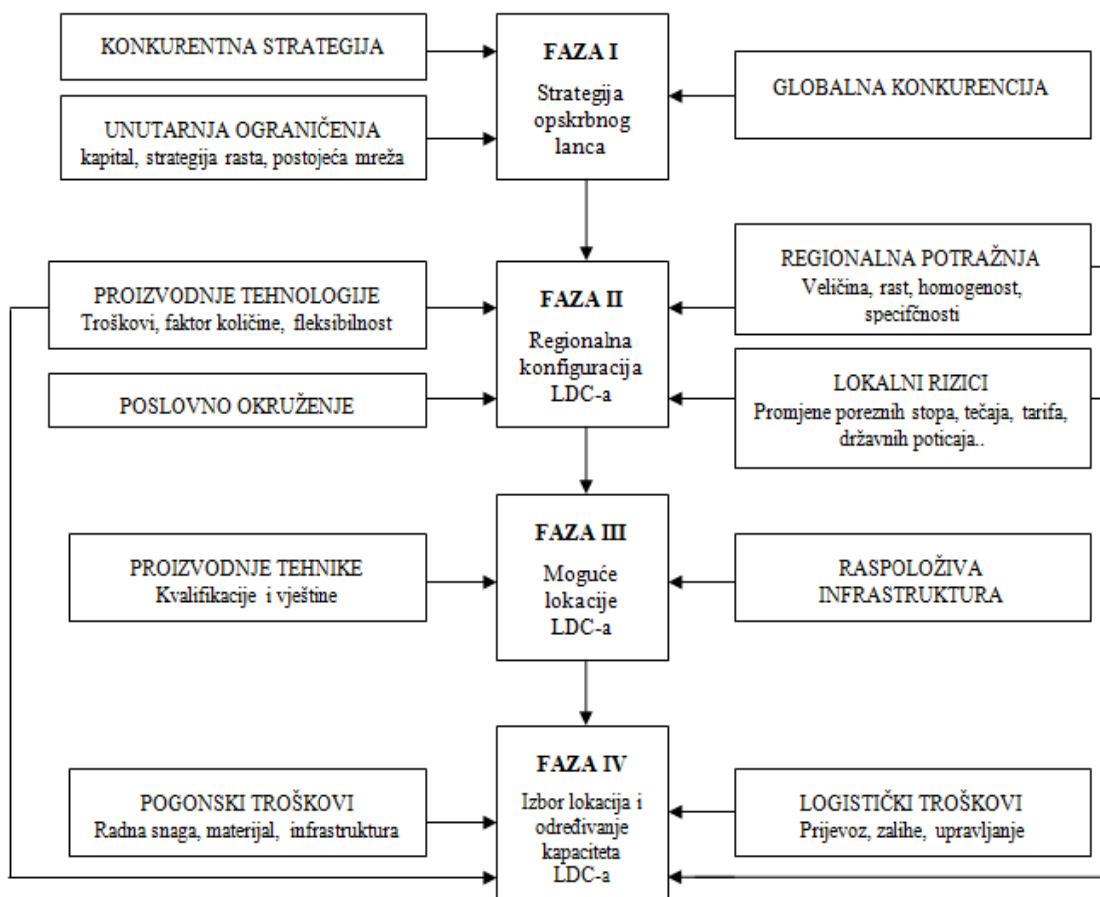 KONKURENTNA STRATEGIJA
UNUTARNJA OGRANIČENJA
kapital, strategija rasta, postojeća mreža
FAZA I
Strategija
opskrbnog
lanca
GLOBALNA KONKURENCIJA
PROIZVODNJE TEHNOLOGIJE
Troškovi, faktor količine, fleksibilnost
POSLOVNO OKRUŽENJE
FAZA II
Regionalna
konfiguracija
LDC-a
REGIONALNA POTRAŽNJA
Veličina, rast, homogenost,
specifčnosti
LOKALNI RIZICI
Promjene poreznih stopa, tečaja, tarifa,
državnih poticaja..
PROIZVODNJE TEHNIKE
Kvalifikacije i vještine
FAZA III
Moguće
lokacije
LDC-a
RASPOLOŽIVA
INFRASTRUKTURA
POGONSKI TROŠKOVI
Radna snaga, materijal, infrastruktura
FAZA IV
Izbor lokacija i
određivanje
kapaciteta
LDC-a
LOGISTIČKI TROŠKOVI
Prijevoz, zalihe, upravljanje